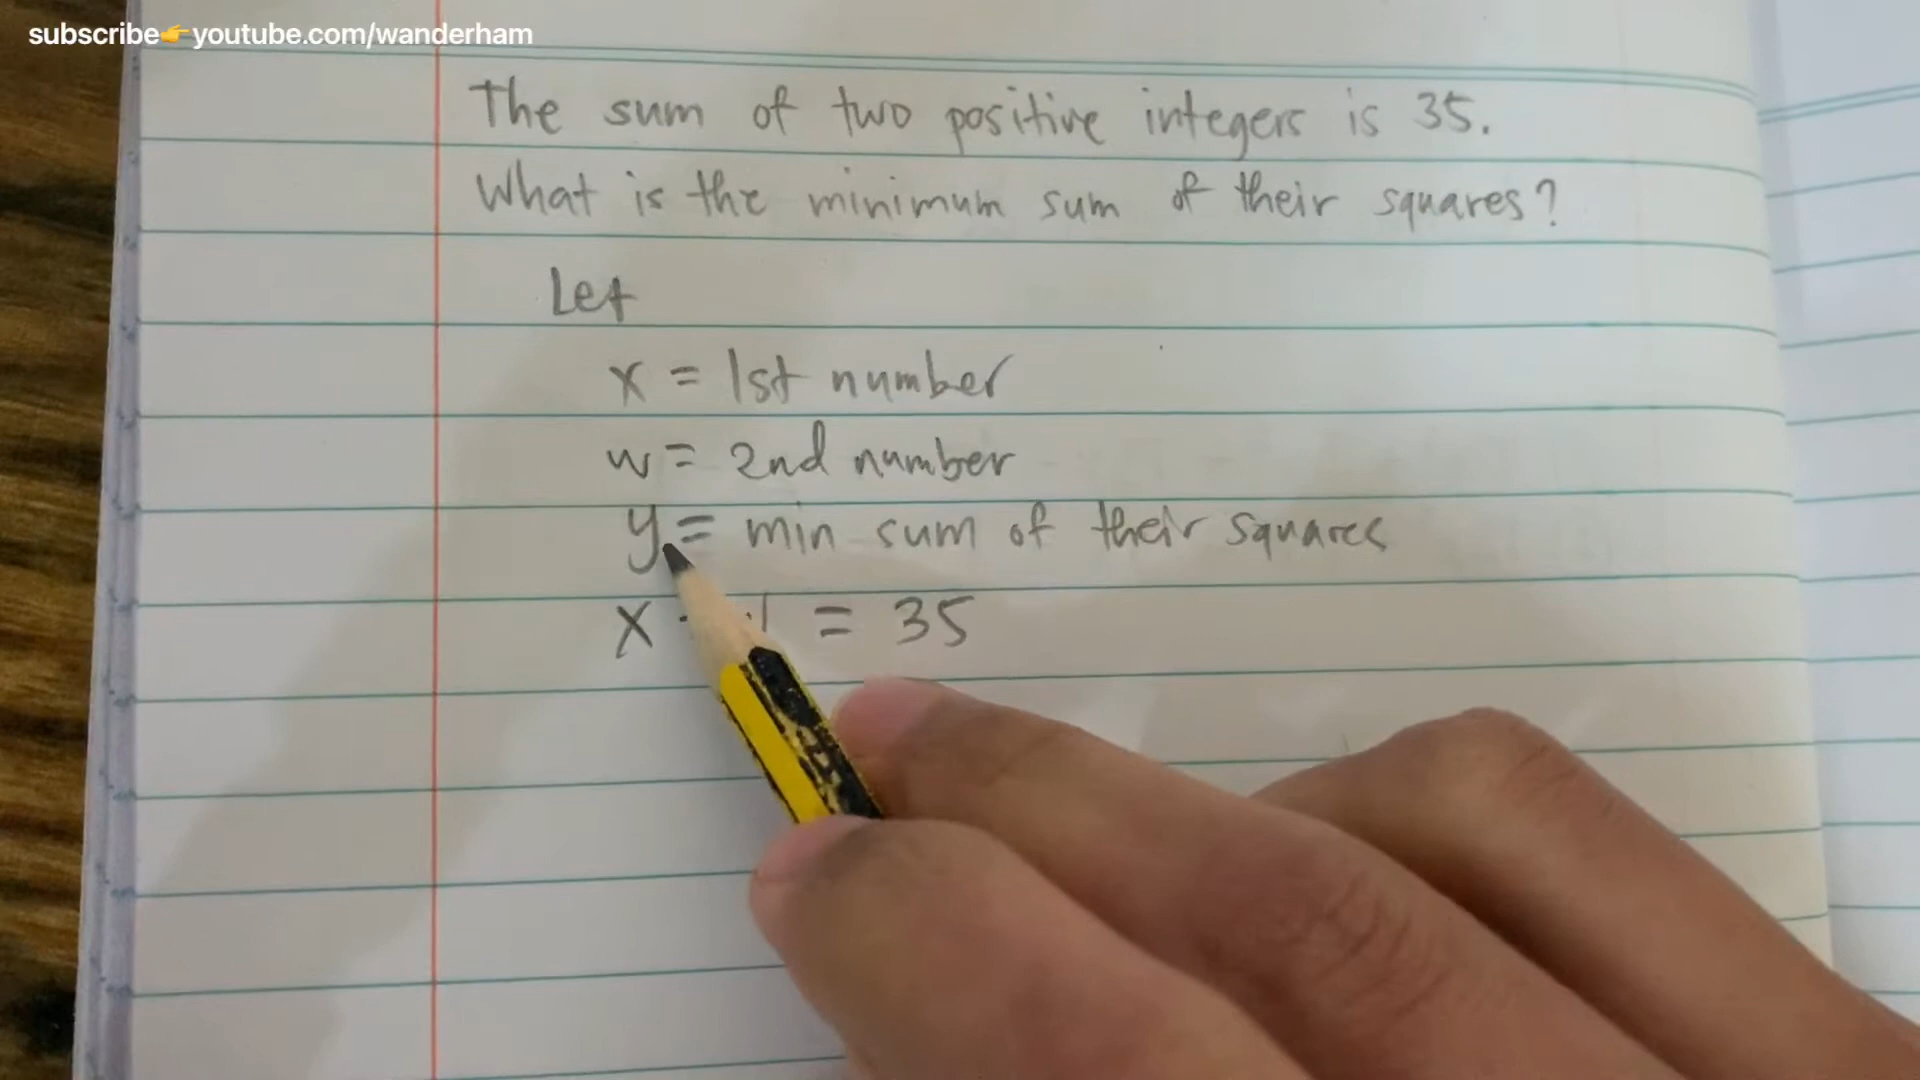 subscribe👉youtube.com/wanderham
The sum of two positive integers is 35.
What is the minimum sum of their squares?
Let
x = 1st number
w = 2nd number
y = min sum of their squares
x = 35